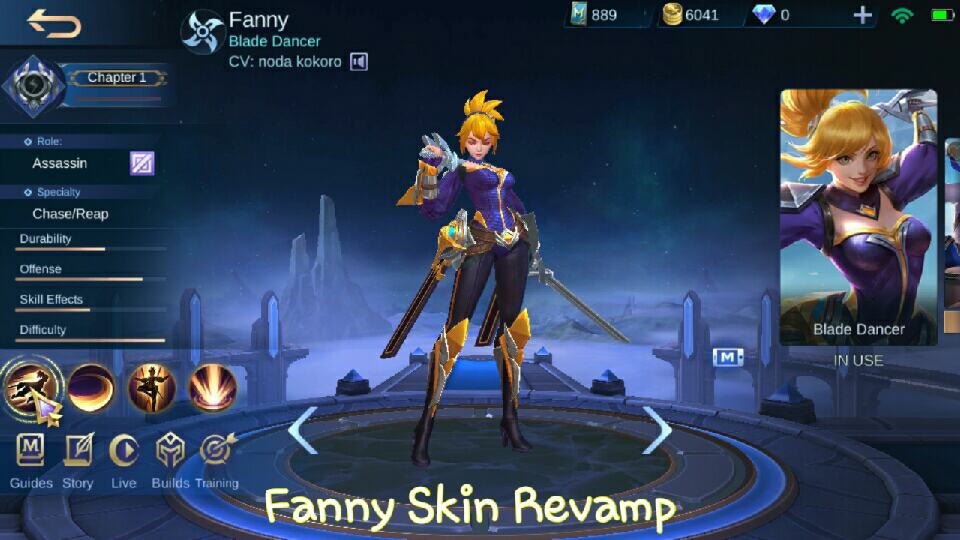 Fanny
Blade Dancer
CV: noda kokoro
889
6041
0
Chapter 1
Role:
Assassin
Specialty
Chase/Reap
Durability
Offense
Skill Effects
Difficulty
M
Guides
Story
Live
Builds
Training
M
Blade Dancer
IN USE
Fanny Skin Revamp